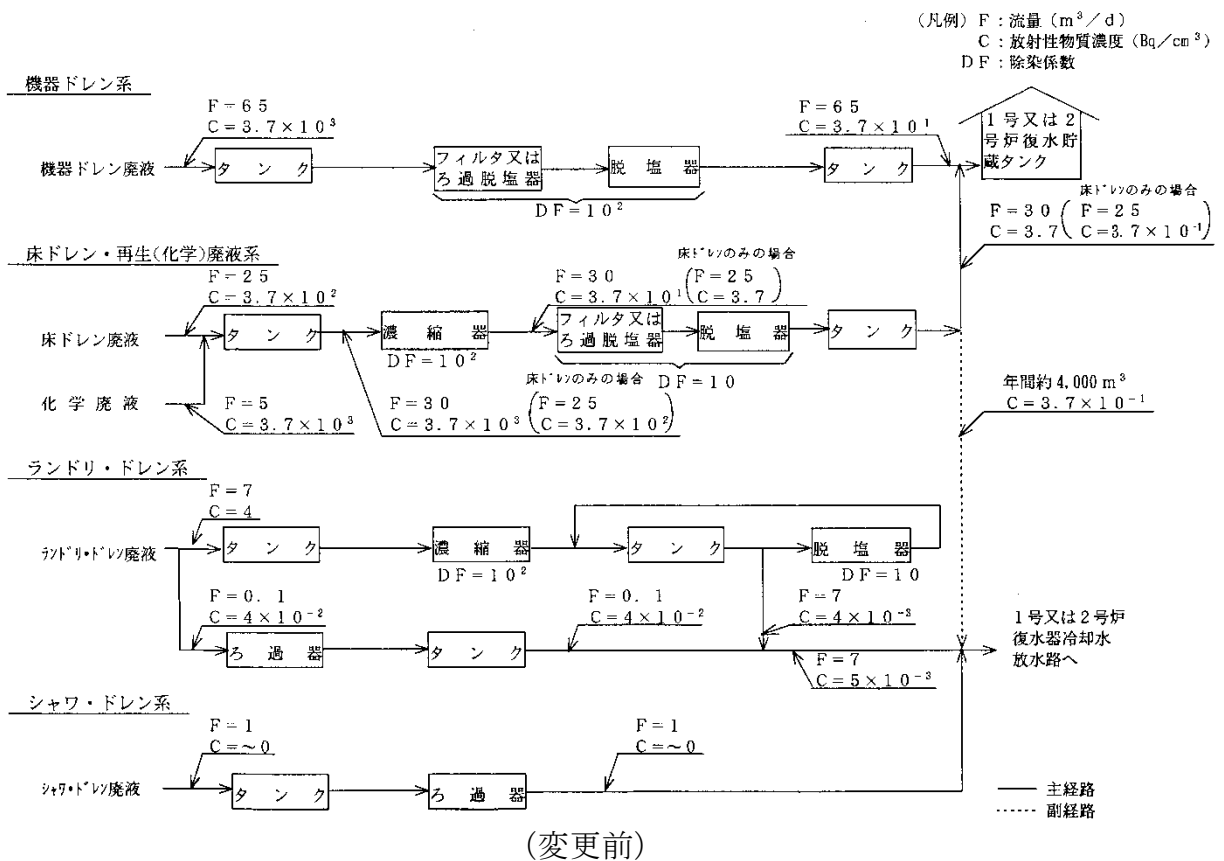 (凡例) F:流量(m³/d)
C:放射性物質濃度(Bq/cm³)
DF:除染係数
機器ドレン系
F=65
C=3.7×10³
機器ドレン廃液
タンク
フィルタ又は
ろ過脱塩器
脱塩器
DF=10²
タンク
F=65
C=3.7×10¹
1号又は2
号炉復水貯
蔵タンク
床ドレンのみの場合
F=30 (F=25
C=3.7 C=3.7×10⁻¹)
床ドレン・再生(化学)廃液系
F=25
C=3.7×10²
床ドレン廃液
タンク
濃縮器
DF=10²
床ドレンのみの場合
F=30 (F=25
C=3.7×10¹ C=3.7)
フィルタ又は
ろ過脱塩器
脱塩器
DF=10
タンク
化学廃液
F=5
C=3.7×10³
床ドレンのみの場合
F=30 (F=25
C=3.7×10³ C=3.7×10²)
年間約4,000m³
C=3.7×10⁻¹
ランドリ・ドレン系
F=7
C=4
ランドリ・ドレン廃液
タンク
濃縮器
DF=10²
タンク
脱塩器
DF=10
F=0.1
C=4×10⁻²
ろ過器
タンク
F=0.1
C=4×10⁻²
F=7
C=4×10⁻³
F=7
C=5×10⁻³
1号又は2号炉
復水器冷却水
放水路へ
シャワ・ドレン系
F=1
C=~0
シャワ・ドレン廃液
タンク
ろ過器
F=1
C=~0
主経路
副経路
(変更前)